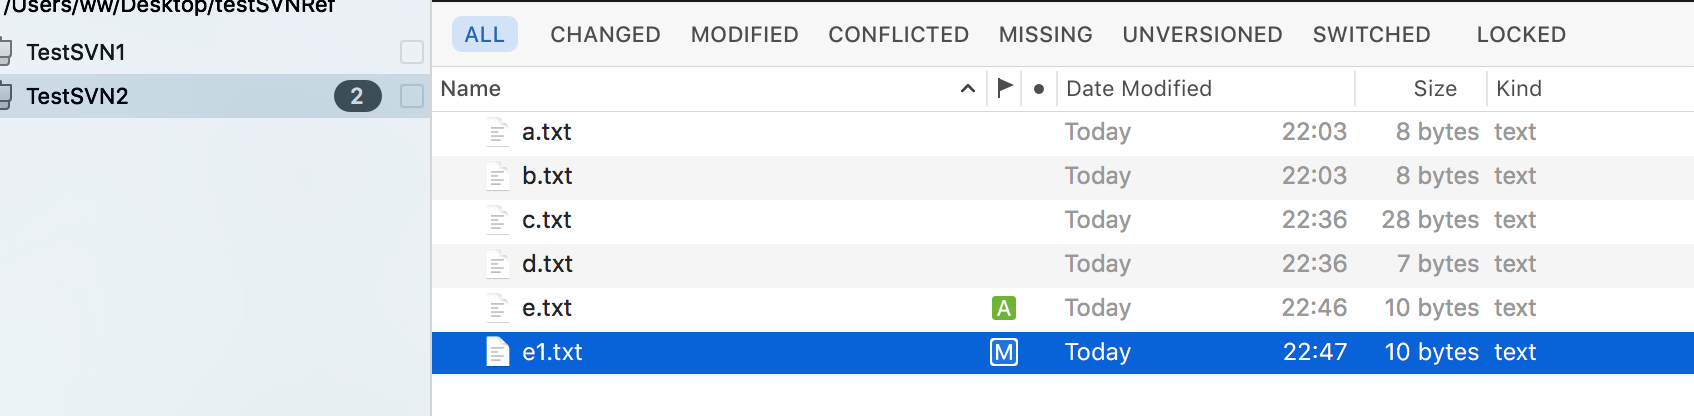 /Users/ww/Desktop/testSVNRef
TestSVN1
TestSVN2 2
ALL CHANGED MODIFIED CONFLICTED MISSING UNVERSIONED SWITCHED LOCKED
Name Date Modified Size Kind
a.txt Today 22:03 8 bytes text
b.txt Today 22:03 8 bytes text
c.txt Today 22:36 28 bytes text
d.txt Today 22:36 7 bytes text
e.txt A Today 22:46 10 bytes text
e1.txt M Today 22:47 10 bytes text